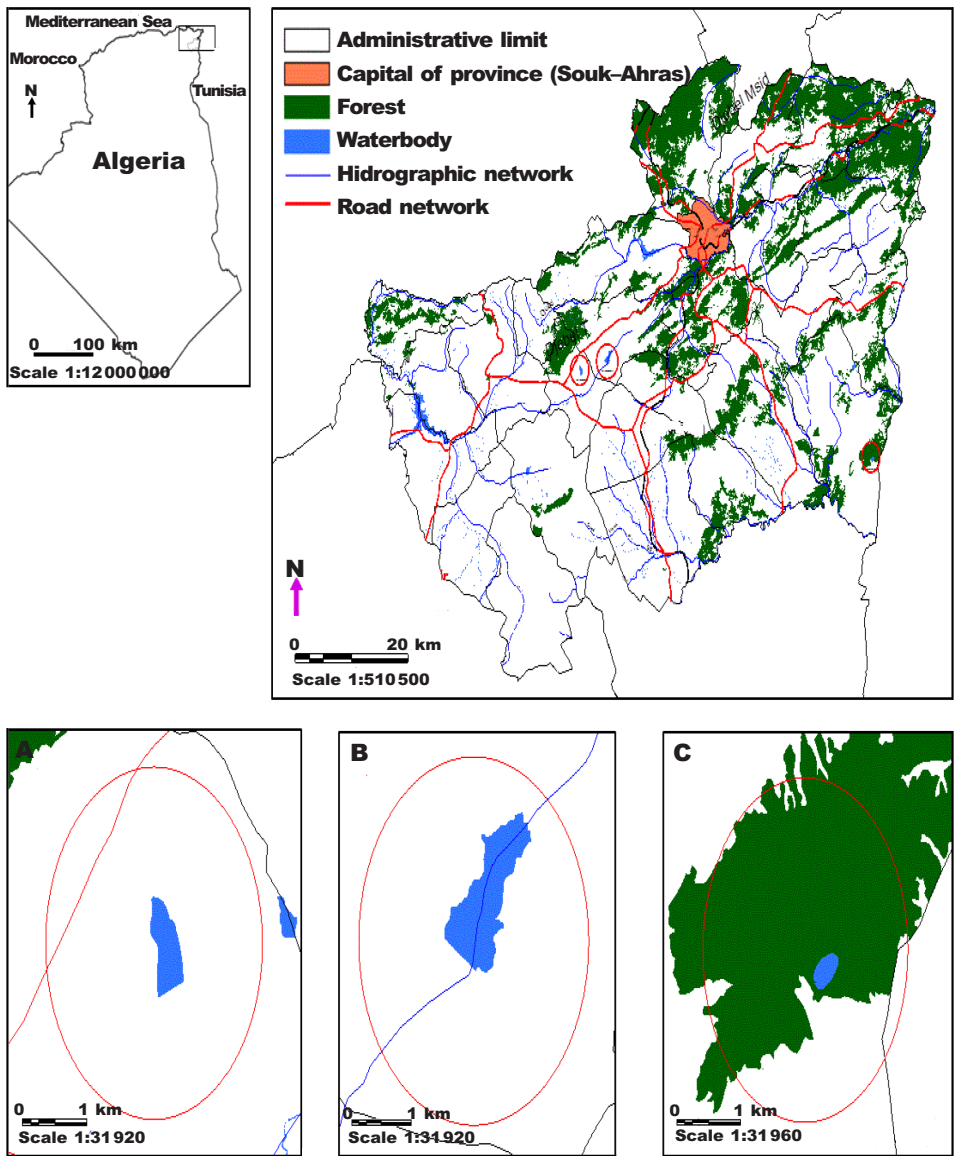 Mediterranean Sea
Morocco
N
Tunisia
Algeria
0 100 km
Scale 1:12 000 000
Administrative limit
Capital of province (Souk–Ahras)
Forest
Waterbody
Hidrographic network
Road network
Msid
N
0 20 km
Scale 1:510 500
A
0 1 km
Scale 1:31 920
B
0 1 km
Scale 1:31 920
C
0 1 km
Scale 1:31 960